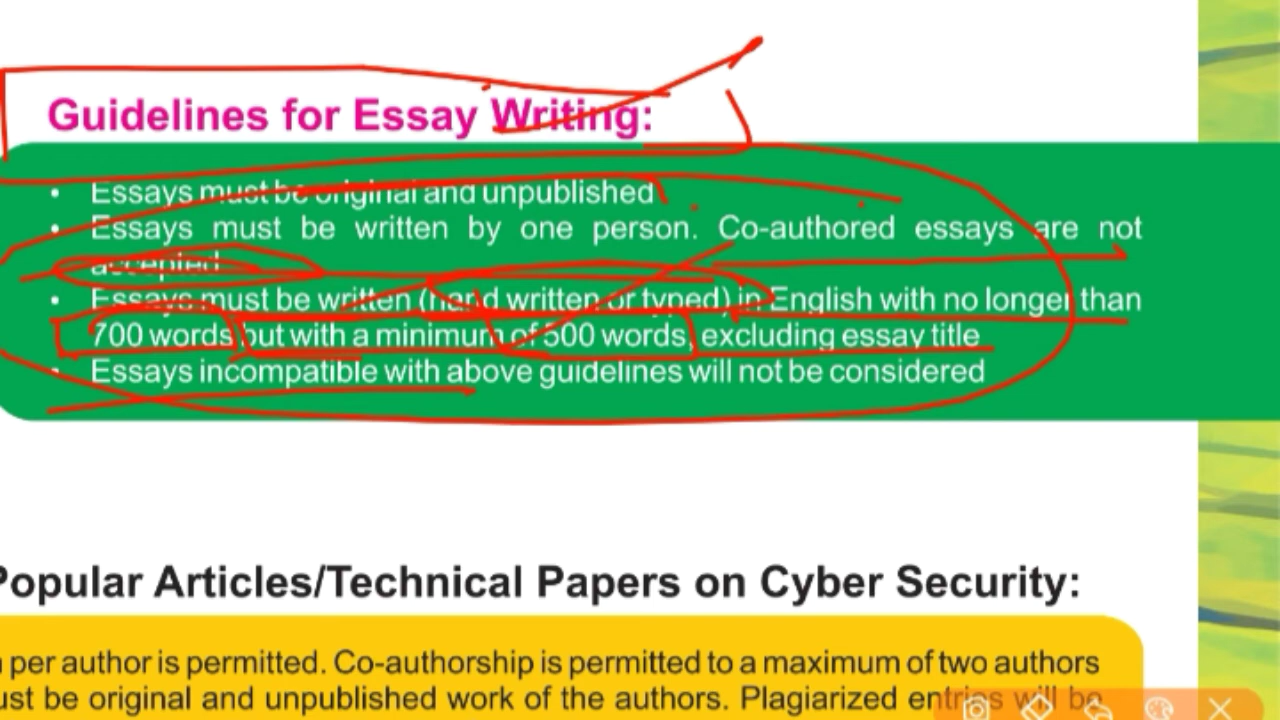 Guidelines for Essay Writing:
• Essays must be original and unpublished
• Essays must be written by one person. Co-authored essays are not
accepted
• Essays must be written (hand written or typed) in English with no longer than
700 words but with a minimum of 500 words, excluding essay title
• Essays incompatible with above guidelines will not be considered
Popular Articles/Technical Papers on Cyber Security:
per author is permitted. Co-authorship is permitted to a maximum of two authors
be original and unpublished work of the authors. Plagiarized entries will be